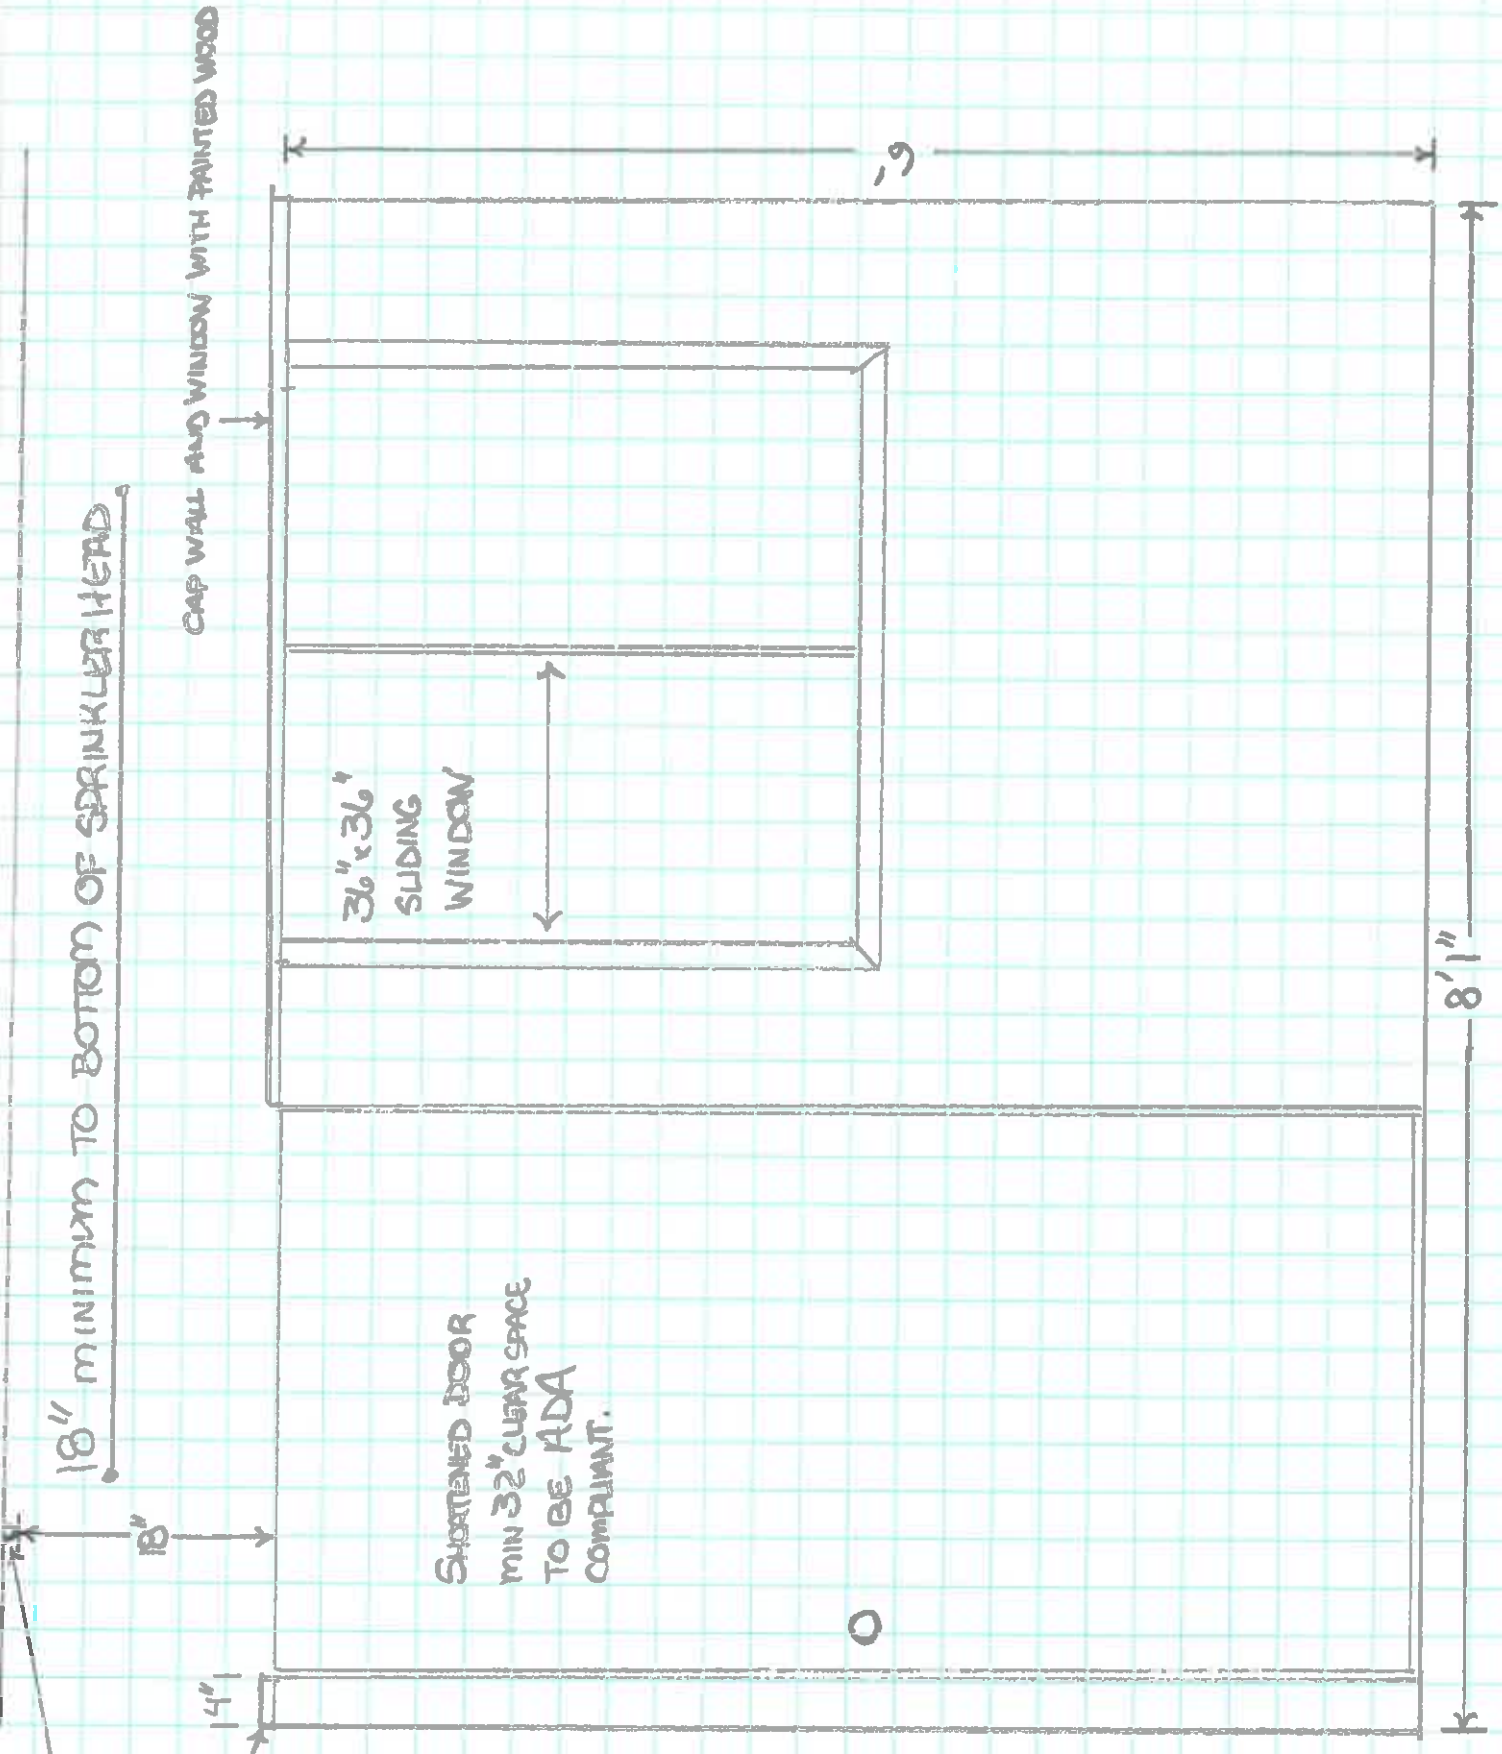 18" MINIMUM TO BOTTOM OF SPRINKLER HEAD
18"
CAP WALL AND WINDOW WITH PAINTED WOOD
4"
36" x 36"
SLIDING
WINDOW
6'
SHORTENED DOOR
MIN 32" CLEAR SPACE
TO BE ADA
COMPLIANT.
8'1"